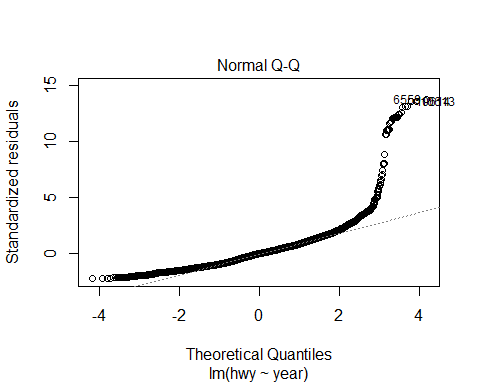 Normal Q-Q
Standardized residuals
15
10
5
0
-4
-2
0
2
4
Theoretical Quantiles
lm(hwy ~ year)